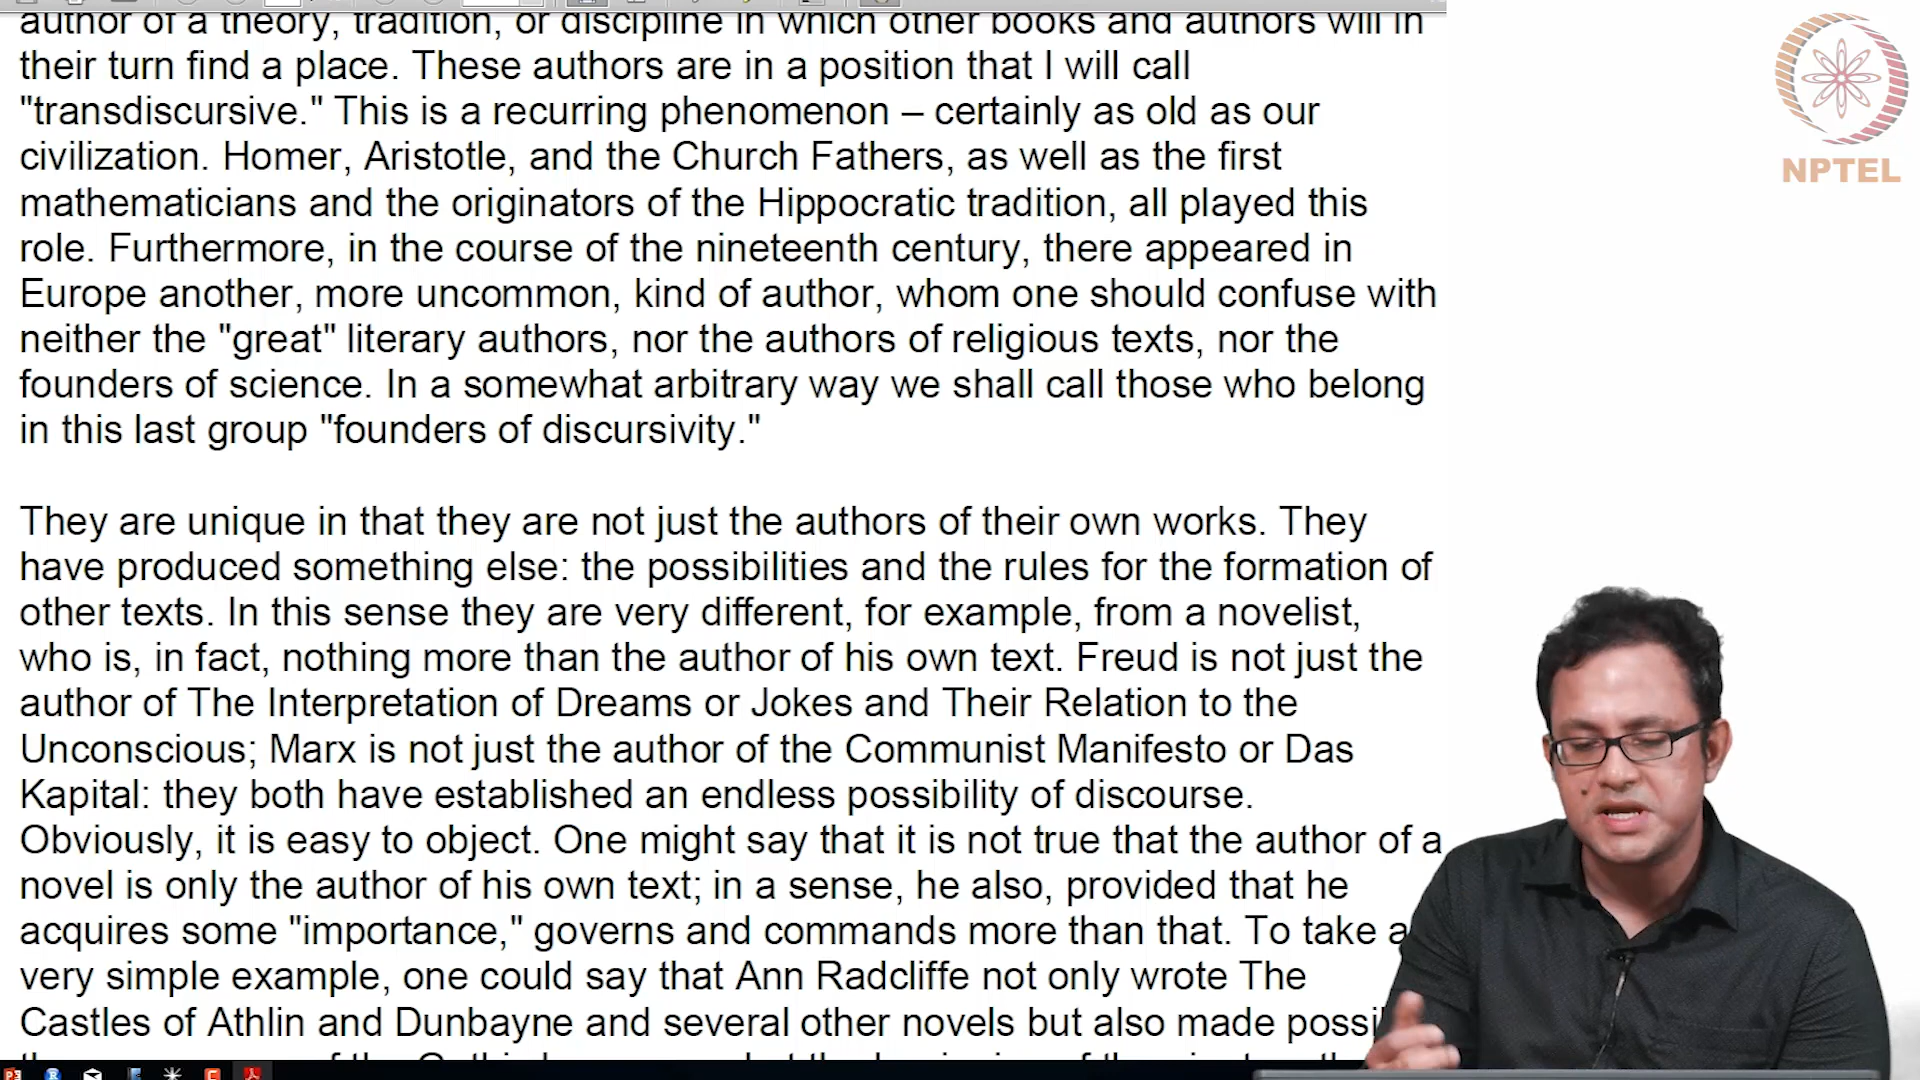 author of a theory, tradition, or discipline in which other books and authors will in
their turn find a place. These authors are in a position that I will call
"transdiscursive." This is a recurring phenomenon – certainly as old as our
civilization. Homer, Aristotle, and the Church Fathers, as well as the first
mathematicians and the originators of the Hippocratic tradition, all played this
role. Furthermore, in the course of the nineteenth century, there appeared in
Europe another, more uncommon, kind of author, whom one should confuse with
neither the "great" literary authors, nor the authors of religious texts, nor the
founders of science. In a somewhat arbitrary way we shall call those who belong
in this last group "founders of discursivity."
They are unique in that they are not just the authors of their own works. They
have produced something else: the possibilities and the rules for the formation of
other texts. In this sense they are very different, for example, from a novelist,
who is, in fact, nothing more than the author of his own text. Freud is not just the
author of The Interpretation of Dreams or Jokes and Their Relation to the
Unconscious; Marx is not just the author of the Communist Manifesto or Das
Kapital: they both have established an endless possibility of discourse.
Obviously, it is easy to object. One might say that it is not true that the author of a
novel is only the author of his own text; in a sense, he also, provided that he
acquires some "importance," governs and commands more than that. To take a
very simple example, one could say that Ann Radcliffe not only wrote The
Castles of Athlin and Dunbayne and several other novels but also made
NPTEL